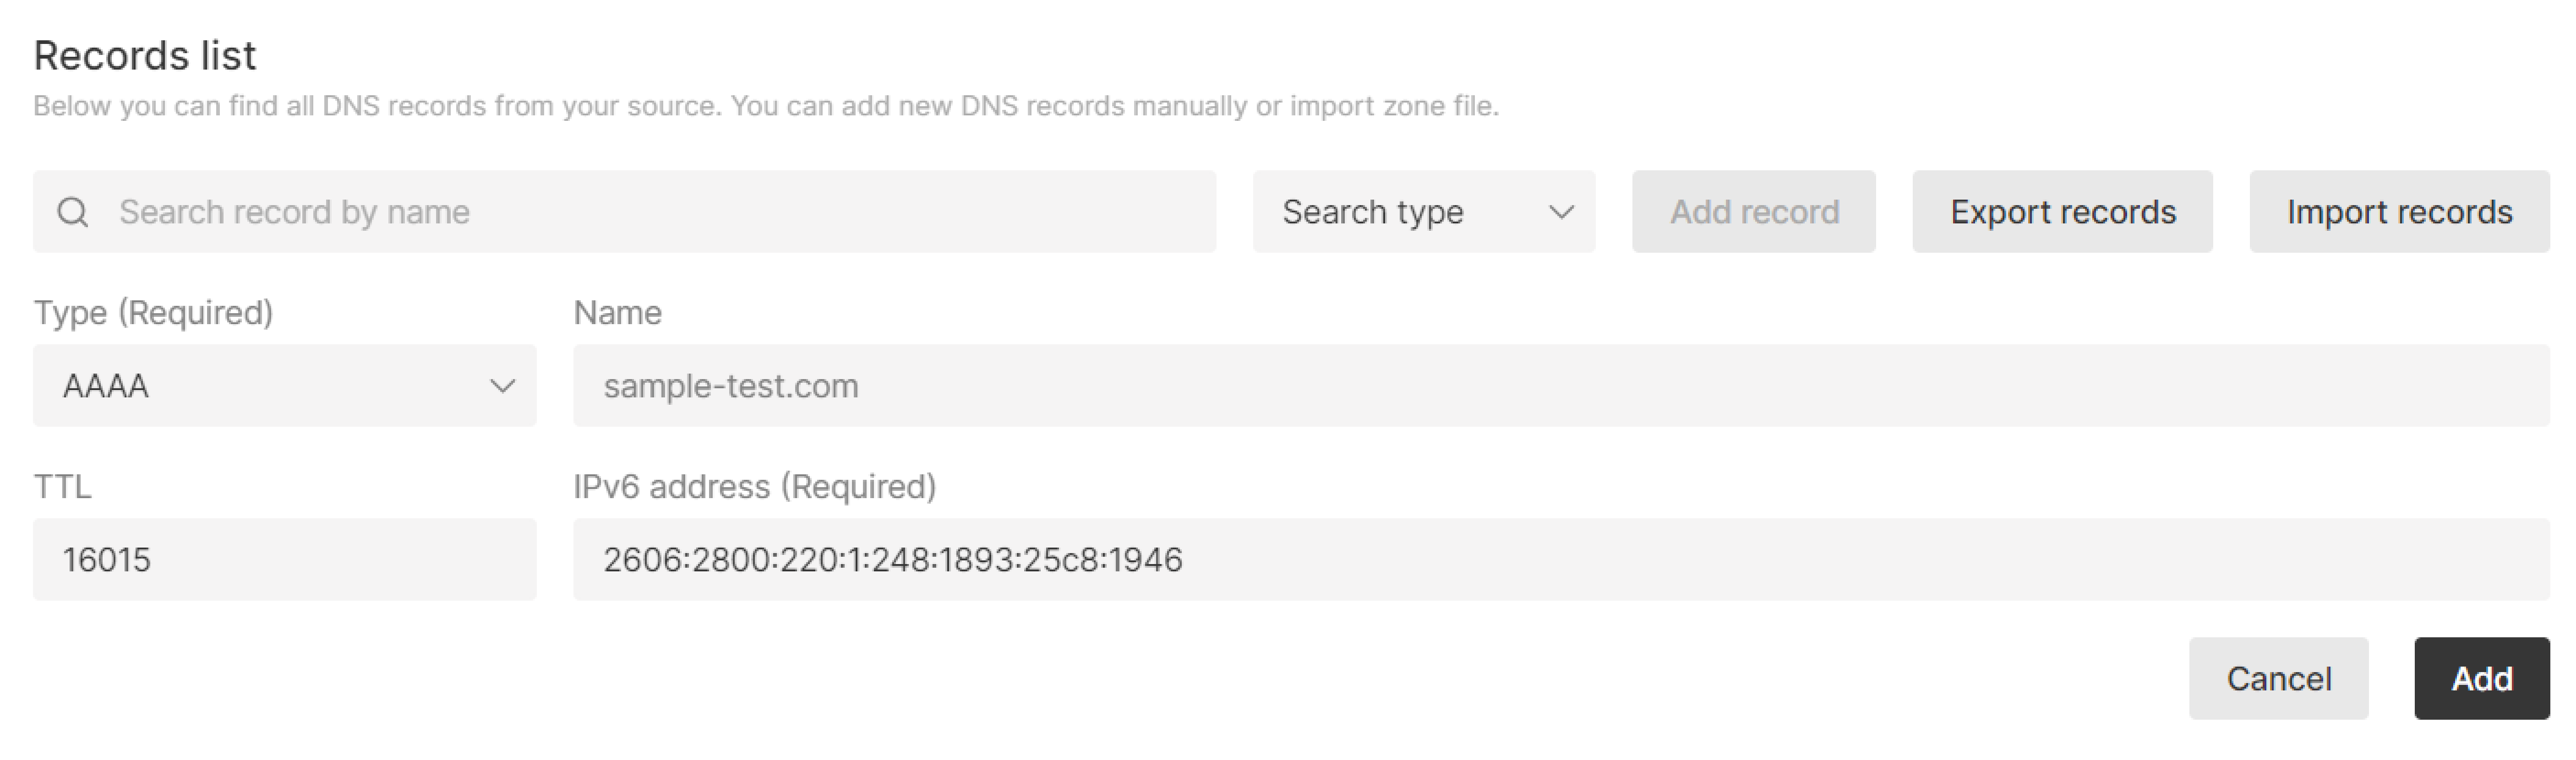 Records list
Below you can find all DNS records from your source. You can add new DNS records manually or import zone file.
Search record by name
Search type
Add record
Export records
Import records
Type (Required)
Name
AAAA
sample-test.com
TTL
IPv6 address (Required)
16015
2606:2800:220:1:248:1893:25c8:1946
Cancel
Add